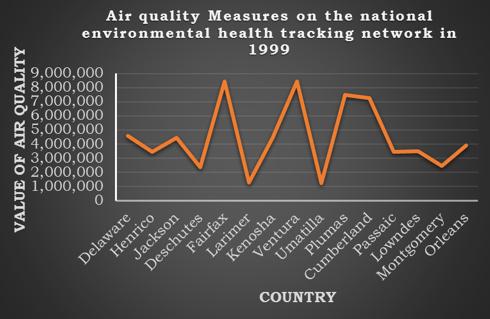 Air quality Measures on the national
environmental health tracking network in
1999
VALUE OF AIR QUALITY
9,000,000
8,000,000
7,000,000
6,000,000
5,000,000
4,000,000
3,000,000
2,000,000
1,000,000
0
Delaware
Henrico
Jackson
Deschutes
Fairfax
Larimer
Kenosha
Ventura
Umatilla
Plumas
Cumberland
Passaic
Lowndes
Montgomery
Orleans
COUNTRY